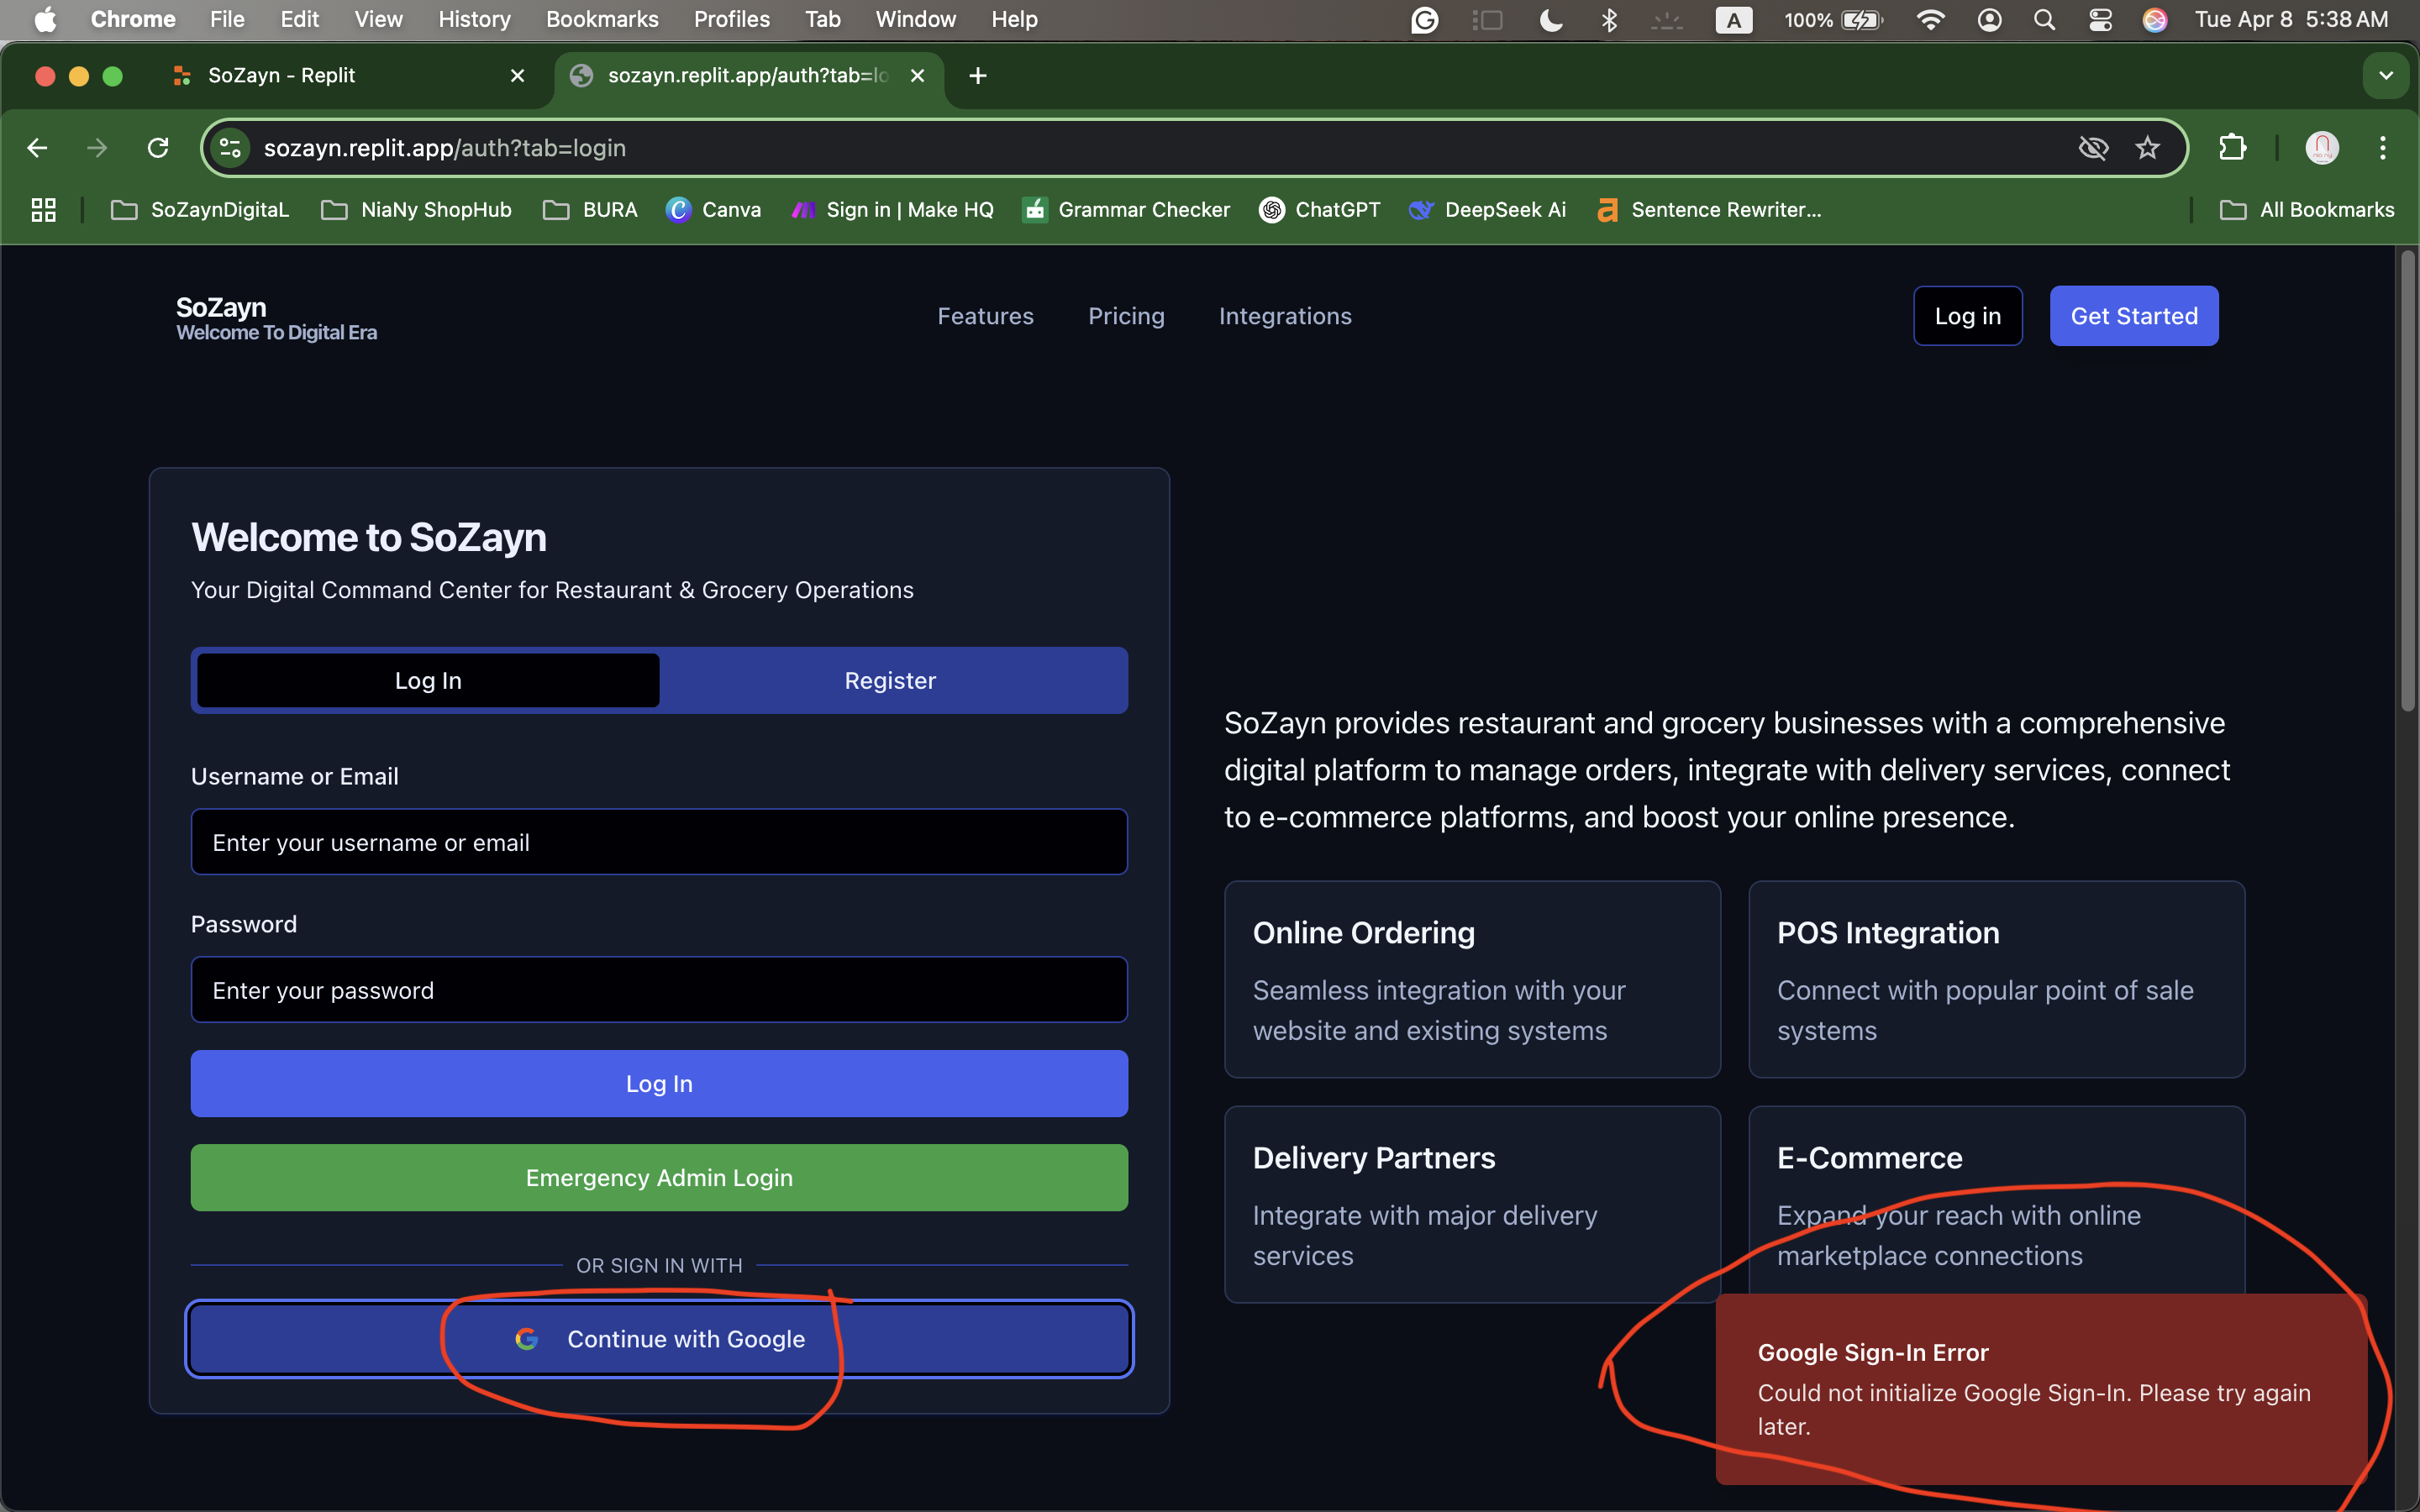 Chrome File Edit View History Bookmarks Profiles Tab Window Help A 100% Tue Apr 8 5:38 AM
SoZayn - Replit sozayn.replit.app/auth?tab=lo
sozayn.replit.app/auth?tab=login
SoZaynDigitaL NiaNy ShopHub BURA Canva Sign in | Make HQ Grammar Checker ChatGPT DeepSeek Ai Sentence Rewriter... All Bookmarks
SoZayn
Welcome To Digital Era
Features Pricing Integrations
Log in Get Started
Welcome to SoZayn
Your Digital Command Center for Restaurant & Grocery Operations
Log In Register
Username or Email
Enter your username or email
Password
Enter your password
Log In
Emergency Admin Login
OR SIGN IN WITH
Continue with Google
SoZayn provides restaurant and grocery businesses with a comprehensive
digital platform to manage orders, integrate with delivery services, connect
to e-commerce platforms, and boost your online presence.
Online Ordering
Seamless integration with your
website and existing systems
POS Integration
Connect with popular point of sale
systems
Delivery Partners
Integrate with major delivery
services
E-Commerce
Expand your reach with online
marketplace connections
Google Sign-In Error
Could not initialize Google Sign-In. Please try again
later.